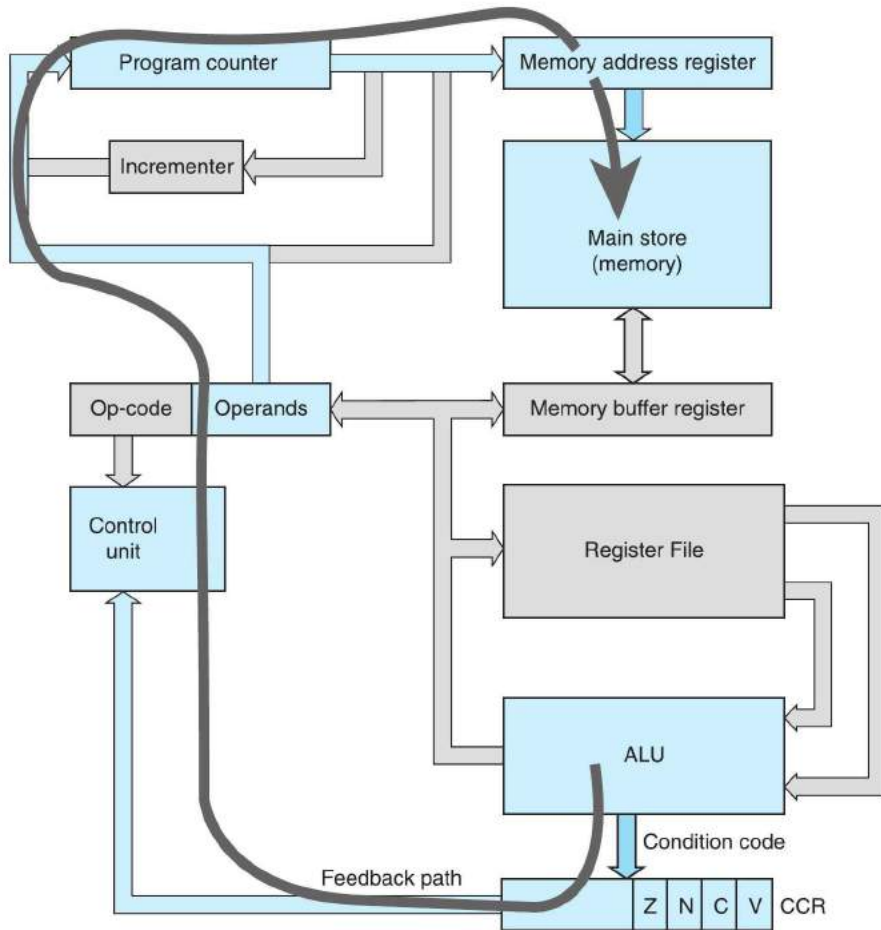 Program counter
Memory address register
Incrementer
Main store
(memory)
Op-code
Operands
Memory buffer register
Control
unit
Register File
ALU
Condition code
Feedback path
Z N C V CCR